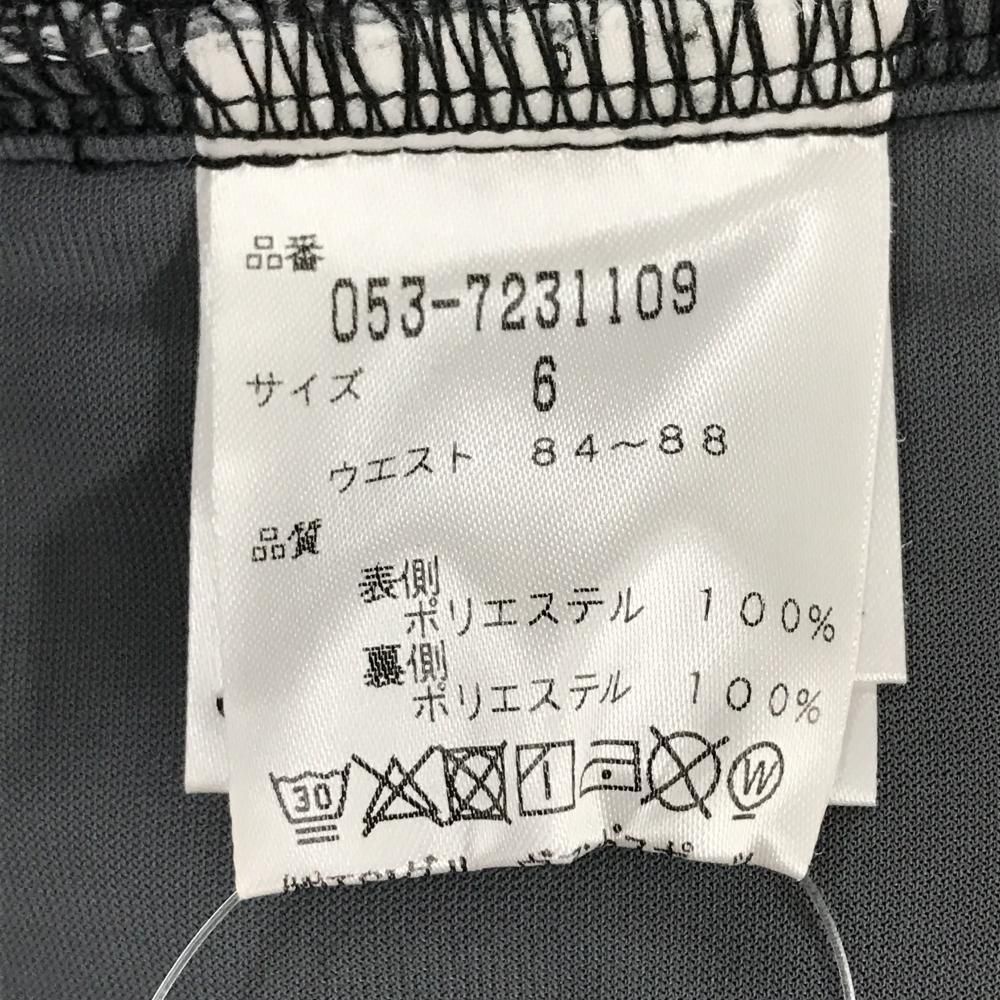 品番
053-7231109
サイズ 6
ウエスト 84～88
品質
表側
ポリエステル 100%
裏側
ポリエステル 100%
30
W